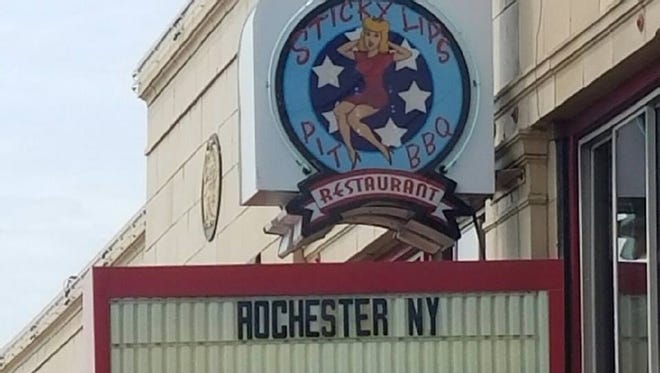 STICKY LIPS
PIT BBQ
RESTAURANT
ROCHESTER NY